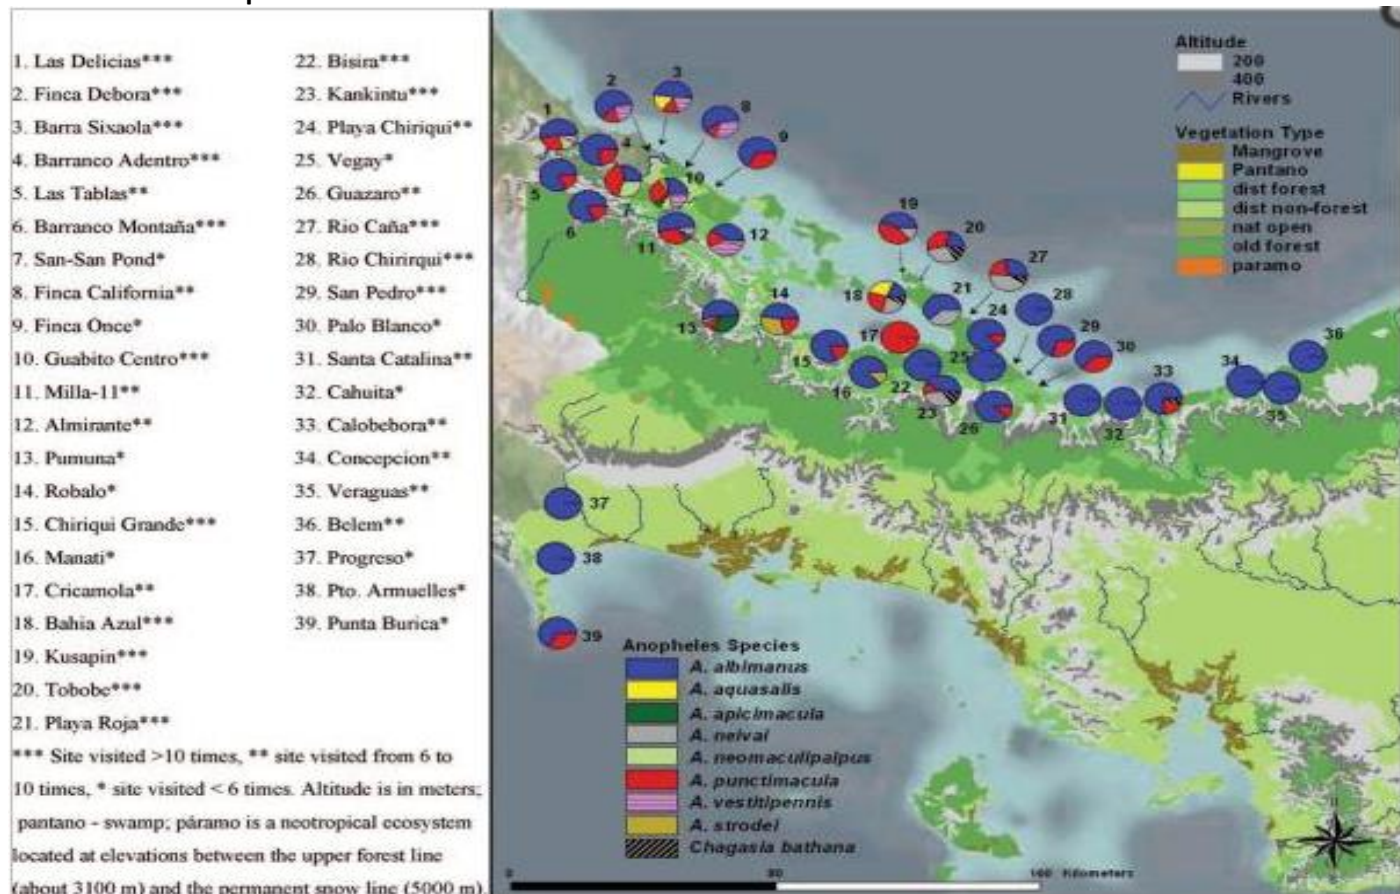 1. Las Delicias***
2. Finca Debora***
3. Barra Sixaola***
4. Barranco Adentro***
5. Las Tablas**
6. Barranco Montaña***
7. San-San Pond*
8. Finca California**
9. Finca Once*
10. Guabito Centro***
11. Milla-11**
12. Almirante**
13. Pumuna*
14. Robalo*
15. Chiriqui Grande***
16. Manati*
17. Cricamola**
18. Bahia Azul***
19. Kusapin***
20. Tobobe***
21. Playa Roja***
22. Bisira***
23. Kankintu***
24. Playa Chiriqui**
25. Vegay*
26. Guazaro**
27. Rio Caña***
28. Rio Chirirqui***
29. San Pedro***
30. Palo Blanco*
31. Santa Catalina**
32. Cahuita*
33. Calobebora**
34. Concepcion**
35. Veraguas**
36. Belem**
37. Progreso*
38. Pto. Armuelles*
39. Punta Burica*
*** Site visited >10 times, ** site visited from 6 to
10 times, * site visited < 6 times. Altitude is in meters;
pantano - swamp; páramo is a neotropical ecosystem
located at elevations between the upper forest line
(about 3100 m) and the permanent snow line (5000 m)
Altitude
200
400
Rivers
Vegetation Type
Mangrove
Pantano
dist forest
dist non-forest
nat open
old forest
paramo
1
2
3
4
5
6
7
8
9
10
11
12
13
14
15
16
17
18
19
20
21
22
23
24
25
26
27
28
29
30
31
32
33
34
35
36
37
38
39
Anopheles Species
A. albimanus
A. aquasalis
A. apicimacula
A. neivai
A. neomaculipalpus
A. punctimacula
A. vestitipennis
A. strodei
Chagasia bathana
0
80
160 Kilometers